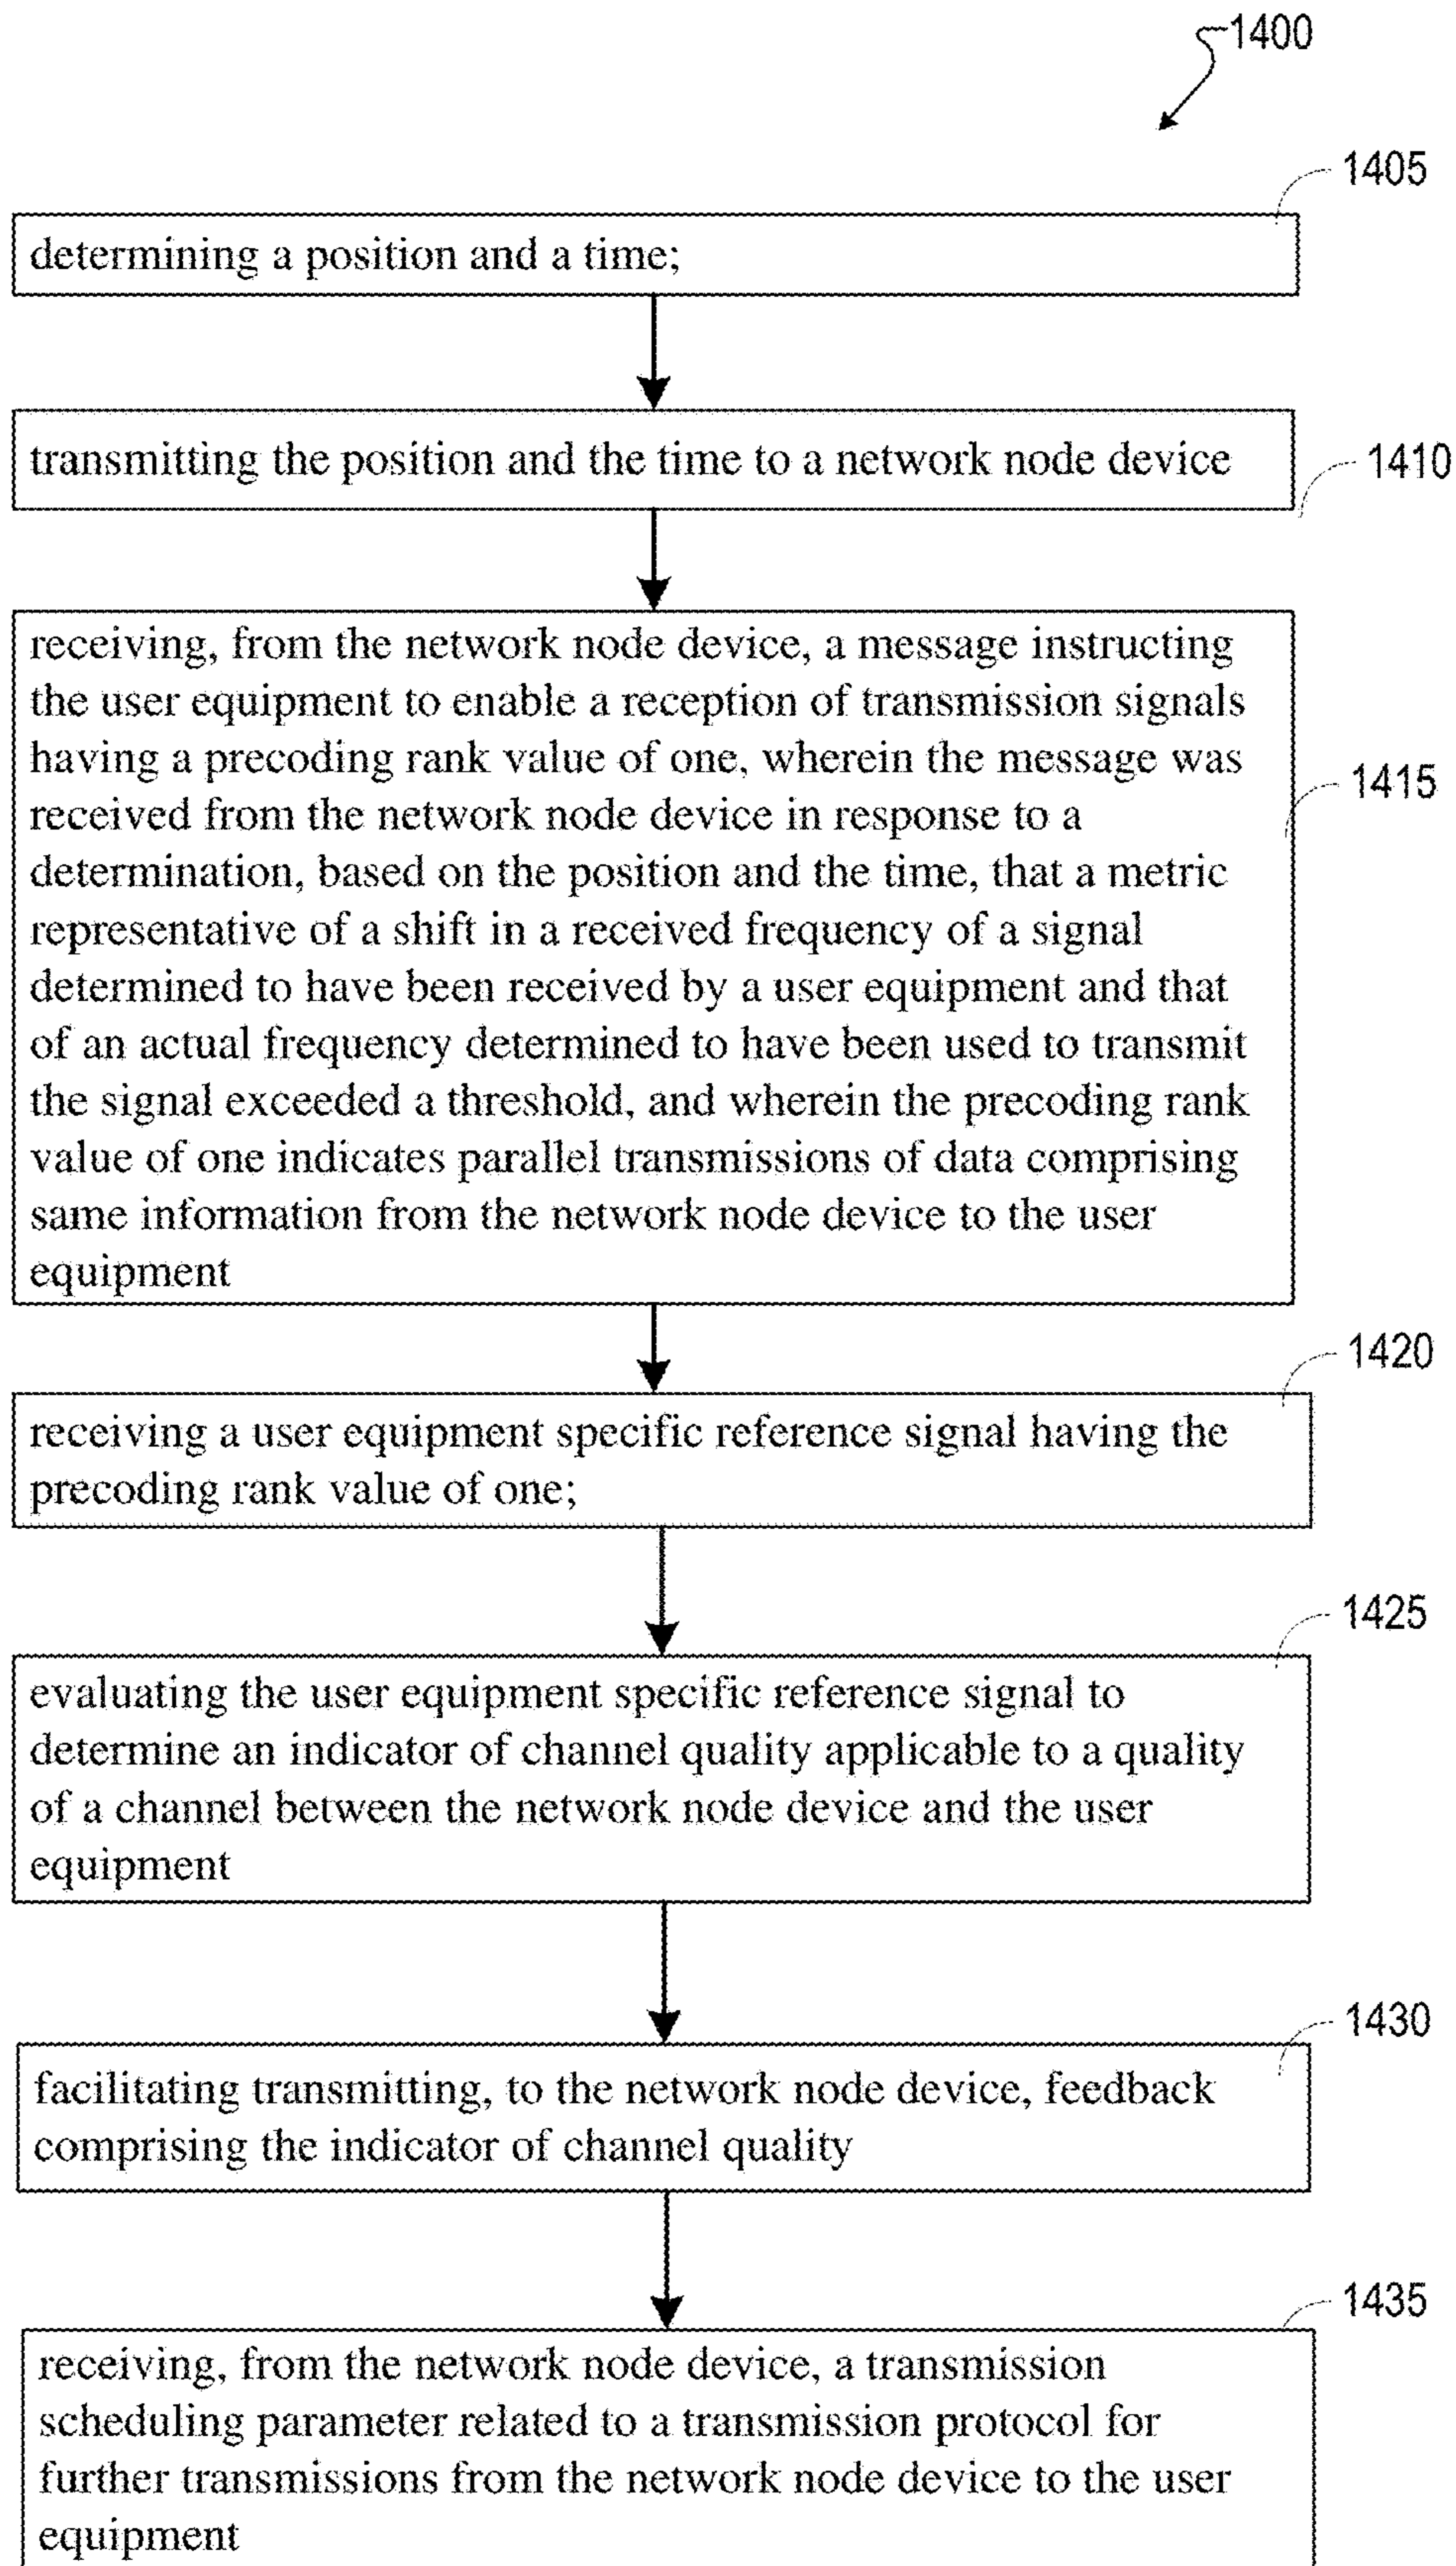 1400
1405
determining a position and a time;
transmitting the position and the time to a network node device
1410
receiving, from the network node device, a message instructing
the user equipment to enable a reception of transmission signals
having a precoding rank value of one, wherein the message was
received from the network node device in response to a
determination, based on the position and the time, that a metric
representative of a shift in a received frequency of a signal
determined to have been received by a user equipment and that
of an actual frequency determined to have been used to transmit
the signal exceeded a threshold, and wherein the precoding rank
value of one indicates parallel transmissions of data comprising
same information from the network node device to the user
equipment
1415
1420
receiving a user equipment specific reference signal having the
precoding rank value of one;
1425
evaluating the user equipment specific reference signal to
determine an indicator of channel quality applicable to a quality
of a channel between the network node device and the user
equipment
1430
facilitating transmitting, to the network node device, feedback
comprising the indicator of channel quality
1435
receiving, from the network node device, a transmission
scheduling parameter related to a transmission protocol for
further transmissions from the network node device to the user
equipment